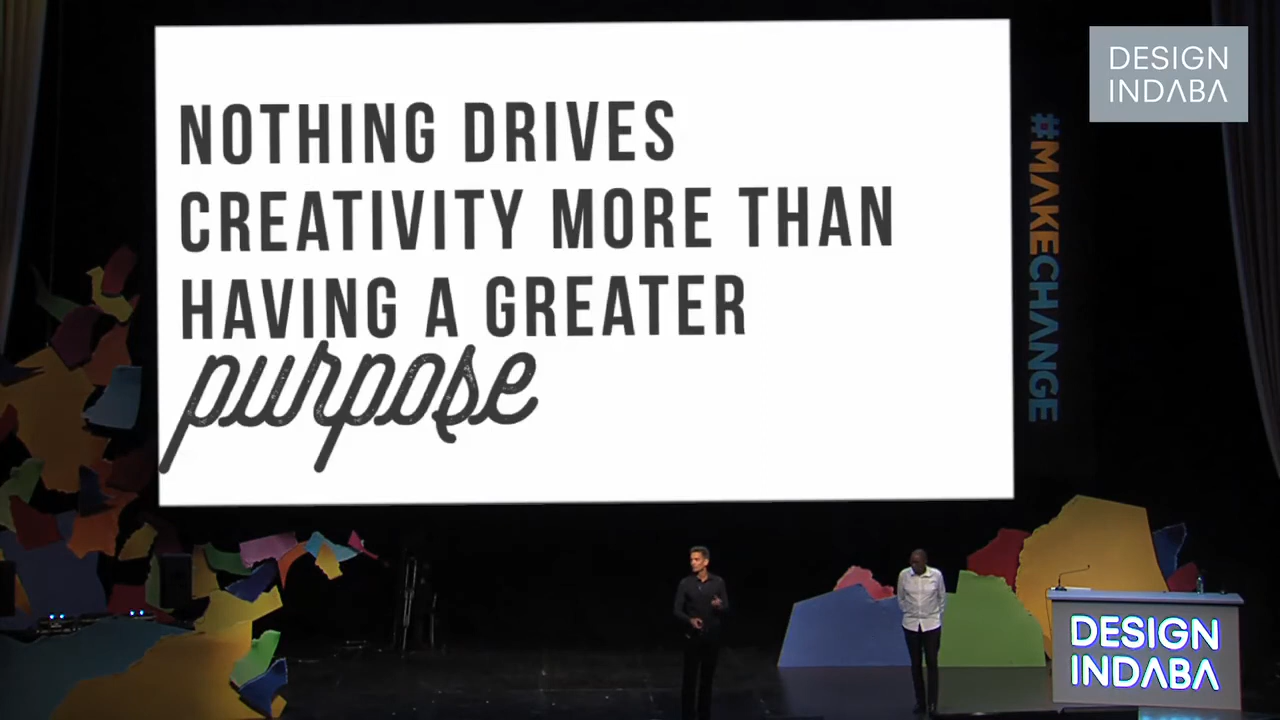 NOTHING DRIVES
CREATIVITY MORE THAN
HAVING A GREATER
purpose
DESIGN
INDABA
#MAKECHANGE
DESIGN
INDABA